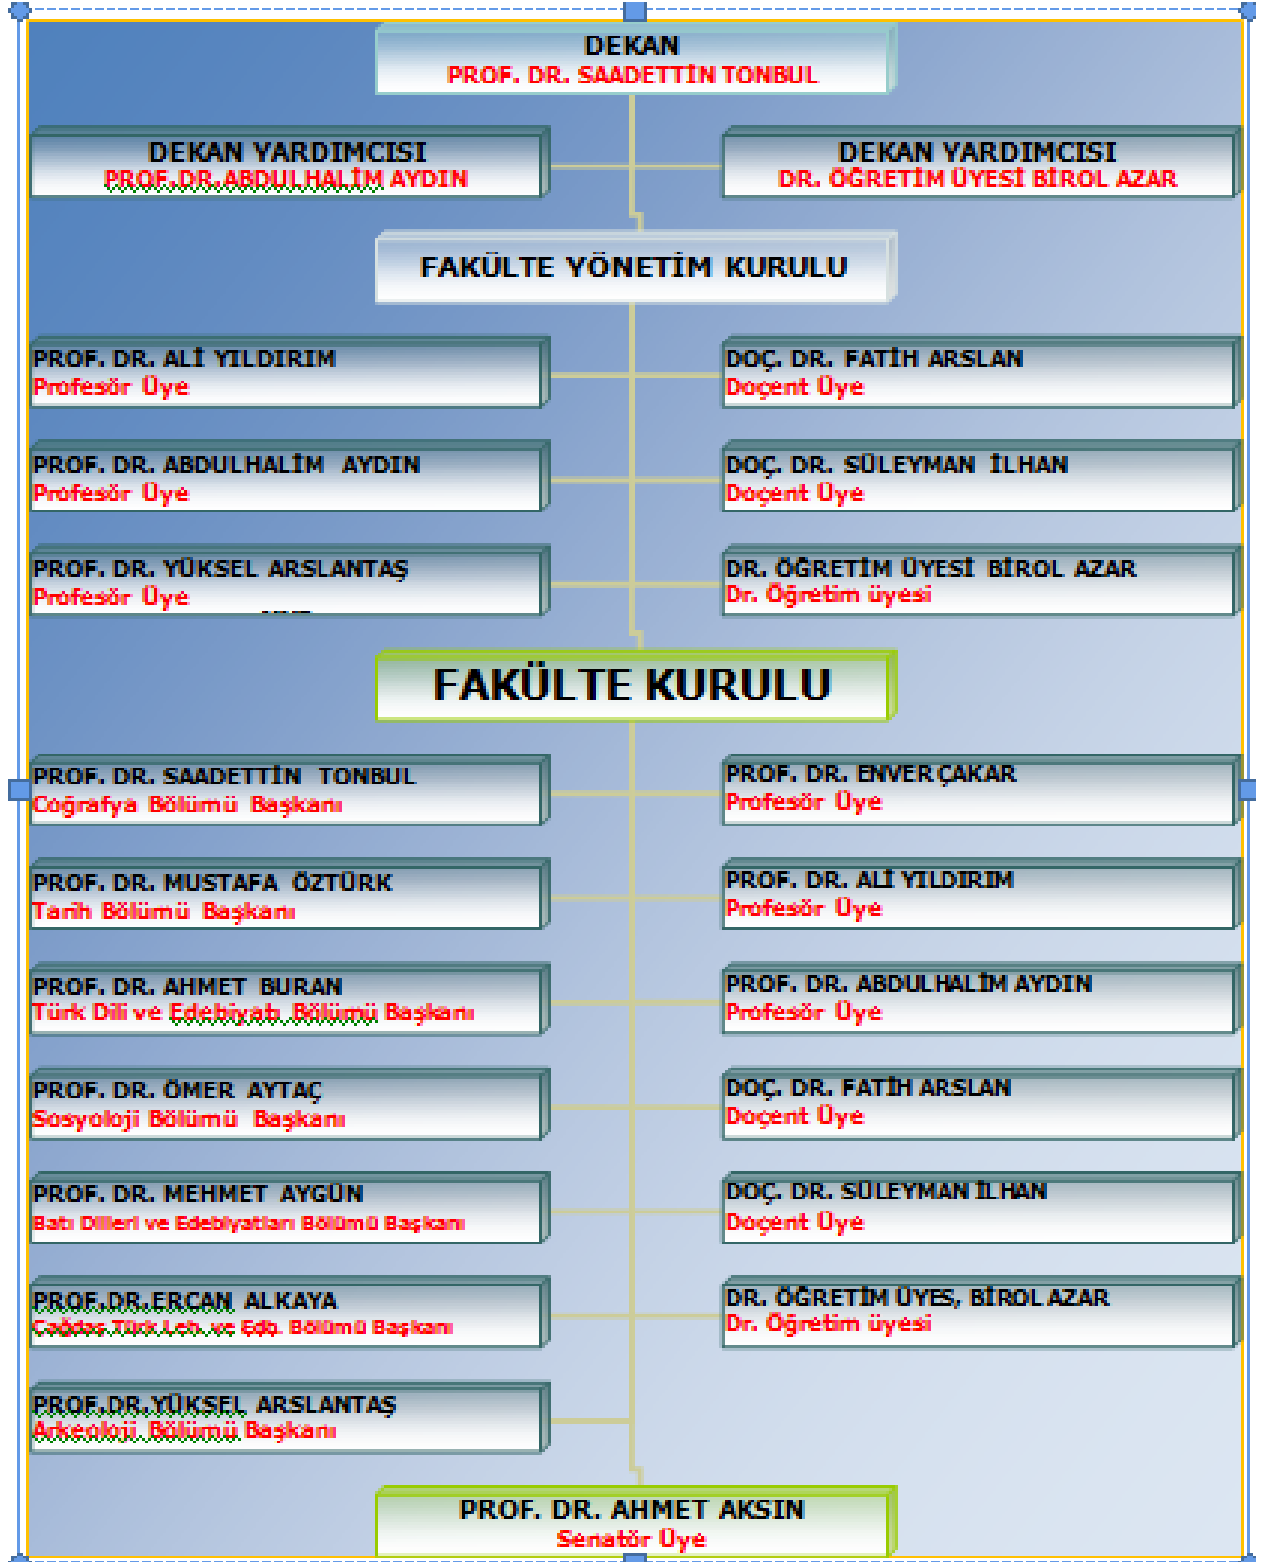 DEKAN
PROF. DR. SAADETTİN TONBUL
DEKAN YARDIMCISI
PROF.DR.ABDULHALİM AYDIN
DEKAN YARDIMCISI
DR. ÖĞRETİM ÜYESİ BİROL AZAR
FAKÜLTE YÖNETİM KURULU
PROF. DR. ALİ YILDIRIM
Profesör Üye
DOÇ. DR. FATİH ARSLAN
Doçent Üye
PROF. DR. ABDULHALİM AYDIN
Profesör Üye
DOÇ. DR. SÜLEYMAN İLHAN
Doçent Üye
PROF. DR. YÜKSEL ARSLANTAŞ
Profesör Üye
DR. ÖĞRETİM ÜYESİ BİROL AZAR
Dr. Öğretim üyesi
FAKÜLTE KURULU
PROF. DR. SAADETTİN TONBUL
Coğrafya Bölümü Başkanı
PROF. DR. ENVER ÇAKAR
Profesör Üye
PROF. DR. MUSTAFA ÖZTÜRK
Tarih Bölümü Başkanı
PROF. DR. ALİ YILDIRIM
Profesör Üye
PROF. DR. AHMET BURAN
Türk Dili ve Edebiyatı Bölümü Başkanı
PROF. DR. ABDULHALİM AYDIN
Profesör Üye
PROF. DR. ÖMER AYTAÇ
Sosyoloji Bölümü Başkanı
DOÇ. DR. FATİH ARSLAN
Doçent Üye
PROF. DR. MEHMET AYGÜN
Batı Dilleri ve Edebiyatları Bölümü Başkanı
DOÇ. DR. SÜLEYMAN İLHAN
Doçent Üye
PROF.DR.ERCAN ALKAYA
Çağdaş Türk Leh. ve Edb. Bölümü Başkanı
DR. ÖĞRETİM ÜYES, BİROL AZAR
Dr. Öğretim üyesi
PROF.DR.YÜKSEL ARSLANTAŞ
Arkeoloji Bölümü Başkanı
PROF. DR. AHMET AKSIN
Senatör Üye